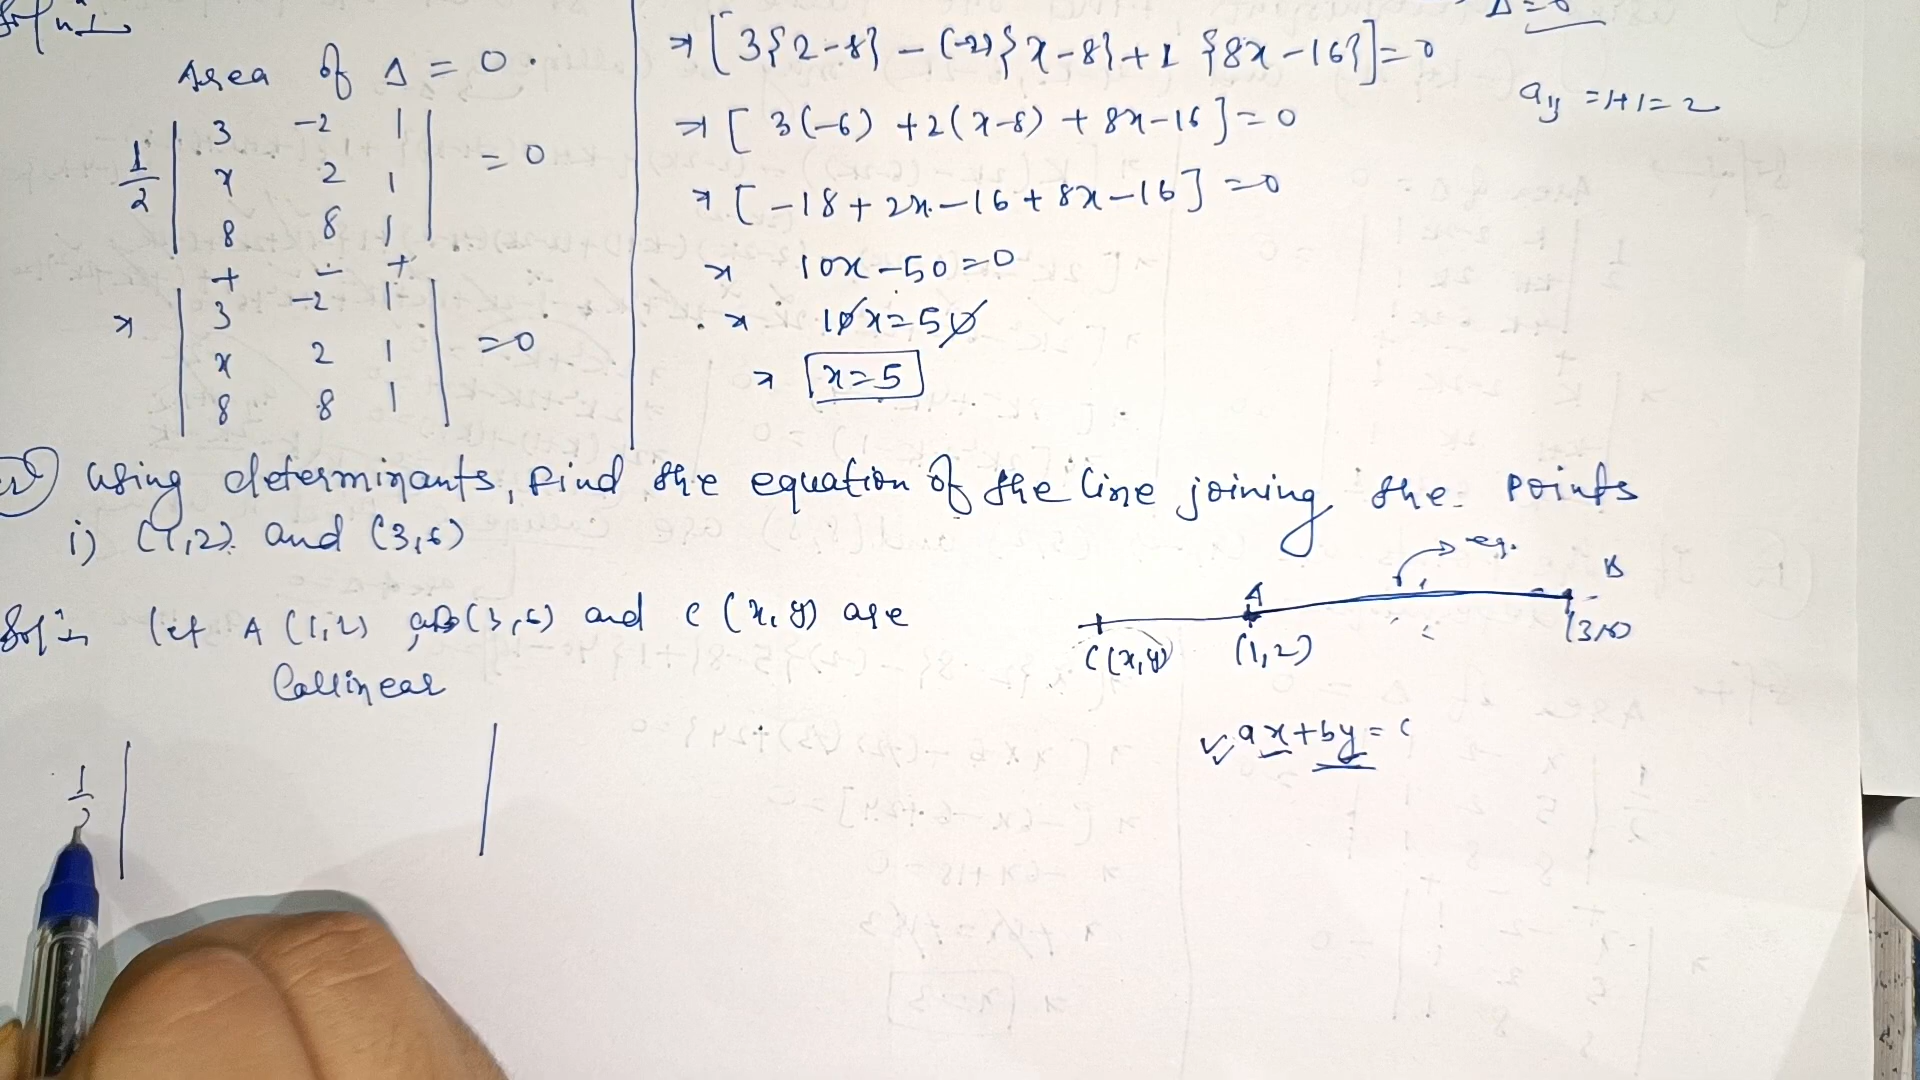 Area of Δ = 0.
1/2 | 3 -2 1 |
| x 2 1 | = 0
| 8 8 1 |
+ - +
⇒ | 3 -2 1 |
| x 2 1 | = 0
| 8 8 1 |
⇒ [3{2-8} - (-2){x-8} + 1 {8x-16}] = 0
⇒ [3(-6) + 2(x-8) + 8x-16] = 0
⇒ [-18 + 2x - 16 + 8x - 16] = 0
⇒ 10x - 50 = 0
⇒ 10x = 50
⇒ x = 5
Δ = 0
aij = 1+1 = 2
using determinants, find the equation of the line joining the points
i) (1,2) and (3,6)
Sol'n let A (1,2) B(3,6) and C (x, y) are
Collinear
1/2 | |
eq.
A B
C(x,y) (1,2) (3,6)
ax + by = c